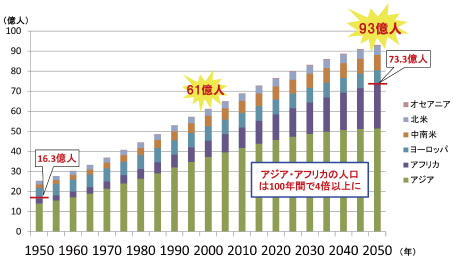 (億人)
93億人
100
90
80
70
60
50
40
30
20
10
0
61億人
73.3億人
16.3億人
アジア・アフリカの人口
は100年間で4倍以上に
オセアニア
北米
中南米
ヨーロッパ
アフリカ
アジア
1950 1960 1970 1980 1990 2000 2010 2020 2030 2040 2050 (年)